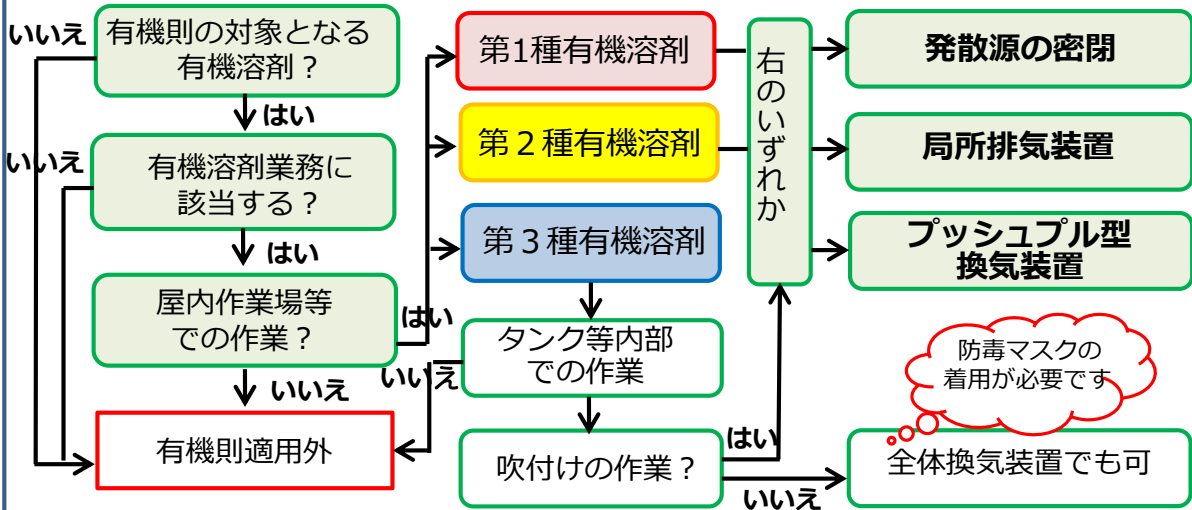 いいえ
有機則の対象となる
有機溶剤？
はい
いいえ
有機溶剤業務に
該当する？
はい
屋内作業場等
での作業？
はい
いいえ
有機則適用外
第1種有機溶剤
第２種有機溶剤
第３種有機溶剤
タンク等内部
での作業
いいえ
吹付けの作業？
はい
いいえ
右のいずれか
発散源の密閉
局所排気装置
プッシュプル型
換気装置
防毒マスクの
着用が必要です
全体換気装置でも可